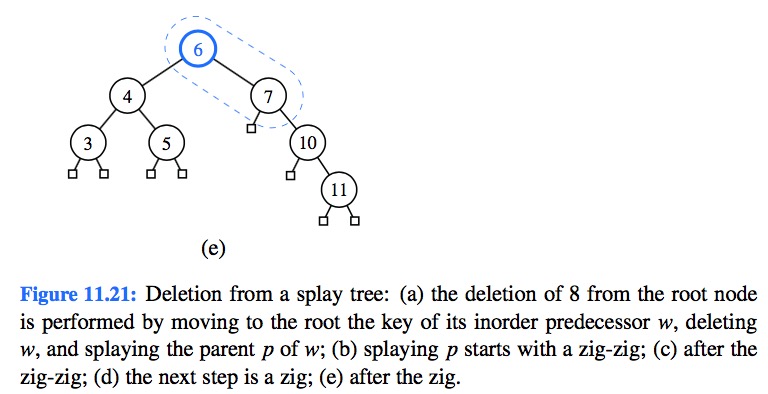 6
4 7
3 5 10
11
(e)
Figure 11.21: Deletion from a splay tree: (a) the deletion of 8 from the root node
is performed by moving to the root the key of its inorder predecessor w, deleting
w, and splaying the parent p of w; (b) splaying p starts with a zig-zig; (c) after the
zig-zig; (d) the next step is a zig; (e) after the zig.